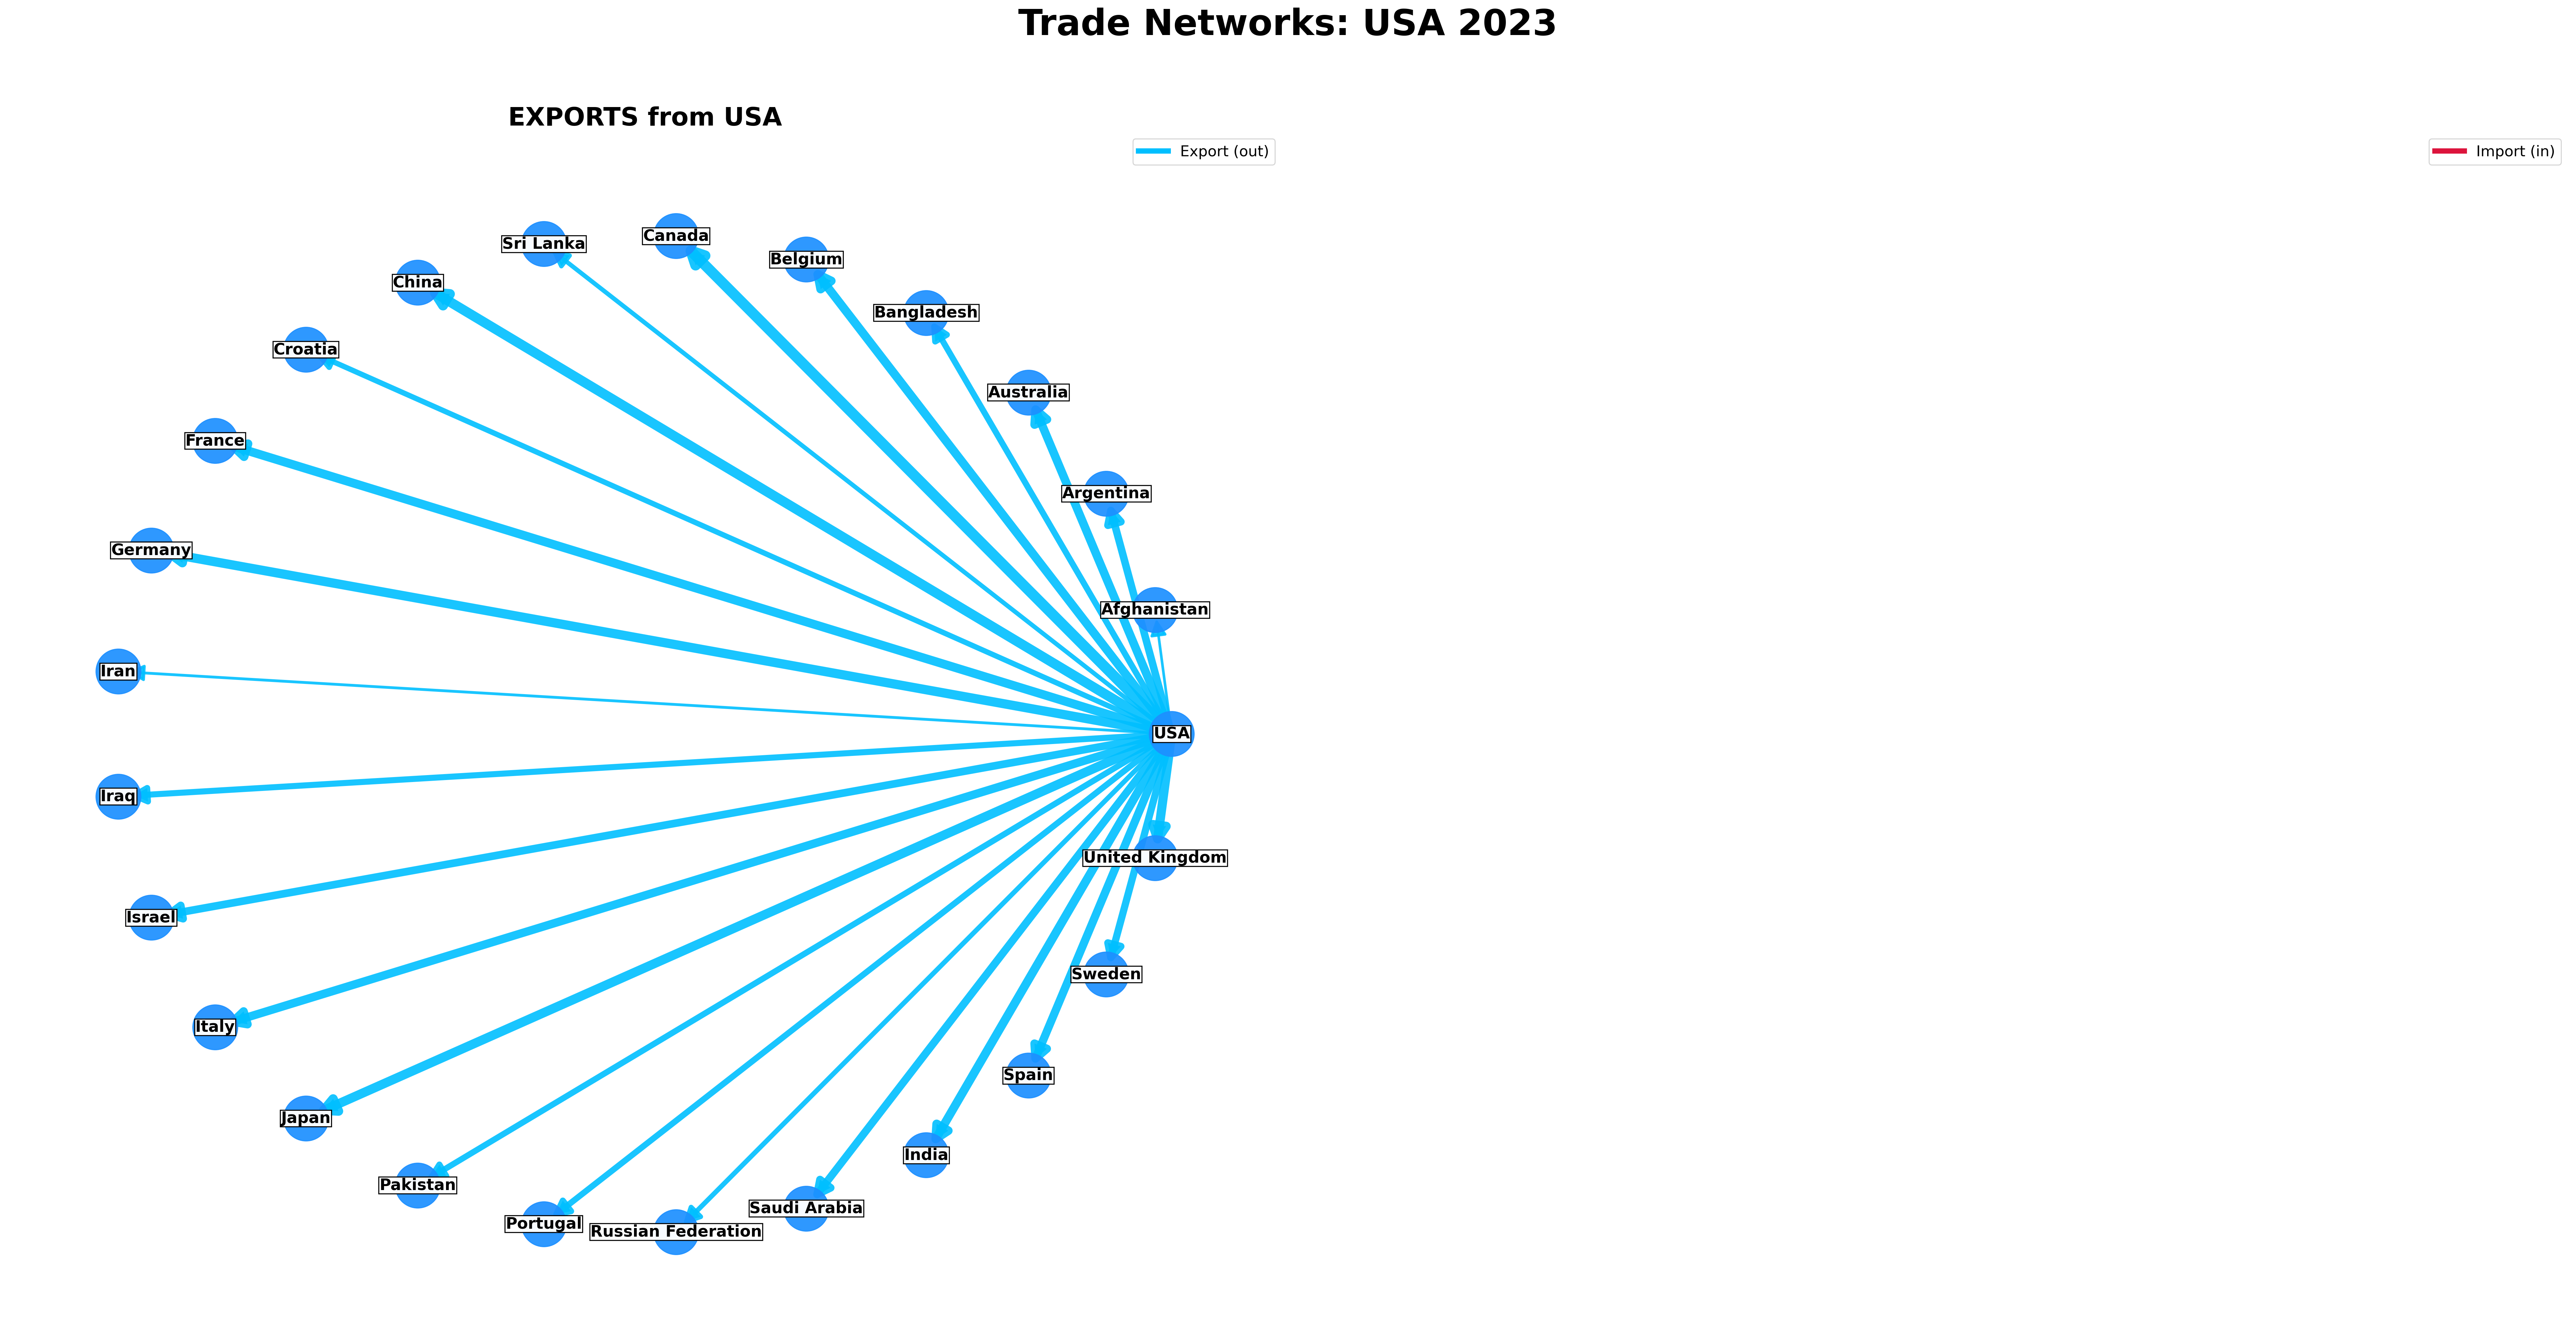 Trade Networks: USA 2023
EXPORTS from USA
Export (out)
Import (in)
Canada
Sri Lanka
Belgium
China
Bangladesh
Croatia
Australia
France
Argentina
Germany
Afghanistan
Iran
USA
Iraq
United Kingdom
Israel
Sweden
Italy
Spain
Japan
India
Pakistan
Saudi Arabia
Portugal
Russian Federation